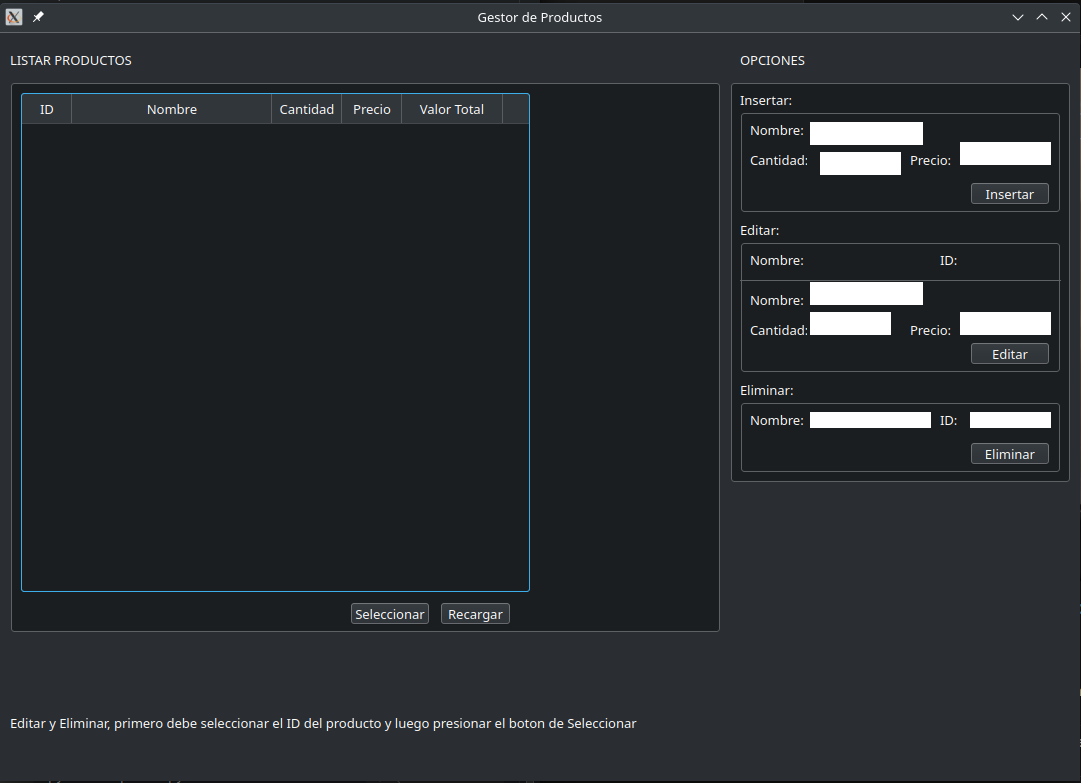 Gestor de Productos
LISTAR PRODUCTOS
ID Nombre Cantidad Precio Valor Total
Seleccionar Recargar
OPCIONES
Insertar:
Nombre:
Cantidad: Precio:
Insertar
Editar:
Nombre: ID:
Nombre:
Cantidad: Precio:
Editar
Eliminar:
Nombre: ID:
Eliminar
Editar y Eliminar, primero debe seleccionar el ID del producto y luego presionar el boton de Seleccionar